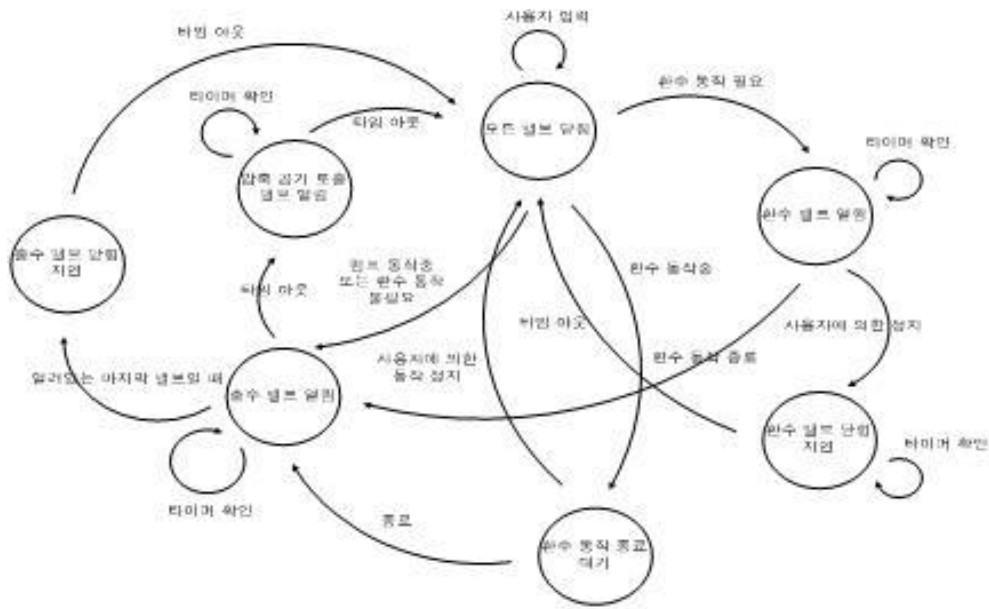 타임 아웃
사용자 입력
환수 동작 필요
타이머 확인
타임 아웃
모든 밸브 닫힘
타이머 확인
압축 공기 토출
밸브 열림
환수 밸브 열림
출수 밸브 닫힘
지연
펌프 동작중
또는 환수 동작
불필요
환수 동작중
타임 아웃
타임 아웃
사용자에 의한 정지
사용자에 의한
동작 정지
환수 동작 종료
열려있는 마지막 밸브일 때
출수 밸브 열림
환수 밸브 닫힘
지연
타이머 확인
타이머 확인
종료
환수 동작 종료
대기